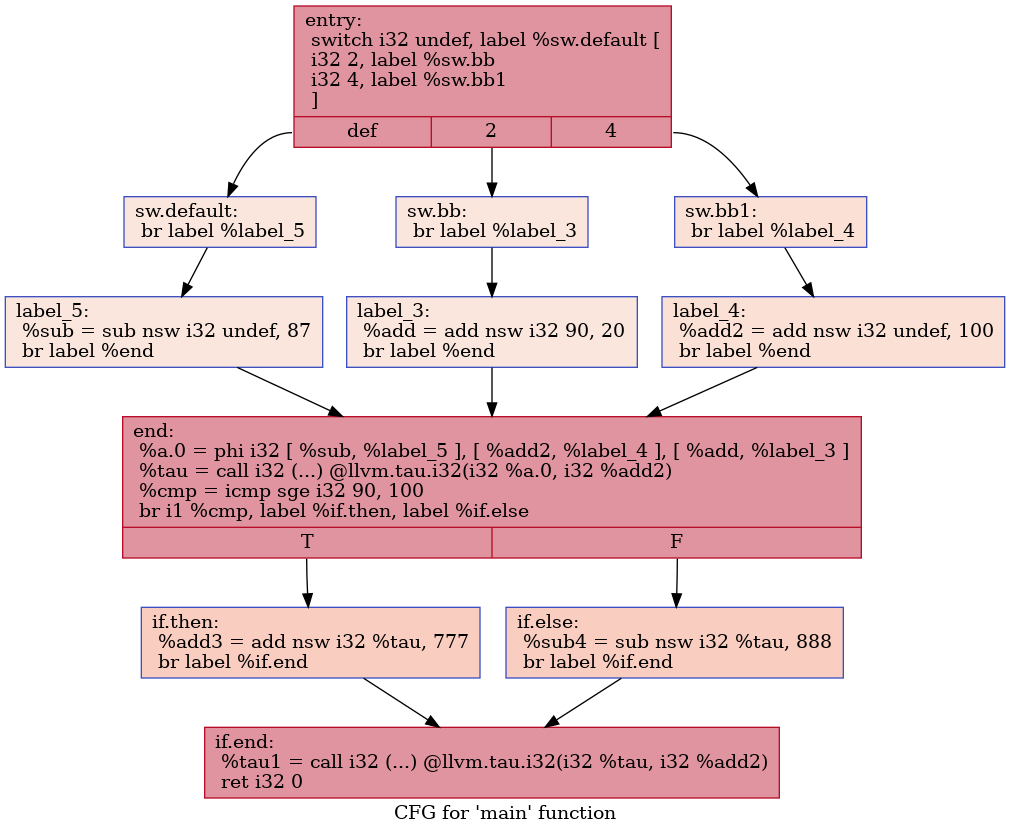 entry:
switch i32 undef, label %sw.default [
i32 2, label %sw.bb
i32 4, label %sw.bb1
]
def
2
4
sw.default:
br label %label_5
sw.bb:
br label %label_3
sw.bb1:
br label %label_4
label_5:
%sub = sub nsw i32 undef, 87
br label %end
label_3:
%add = add nsw i32 90, 20
br label %end
label_4:
%add2 = add nsw i32 undef, 100
br label %end
end:
%a.0 = phi i32 [ %sub, %label_5 ], [ %add2, %label_4 ], [ %add, %label_3 ]
%tau = call i32 (...) @llvm.tau.i32(i32 %a.0, i32 %add2)
%cmp = icmp sge i32 90, 100
br i1 %cmp, label %if.then, label %if.else
T
F
if.then:
%add3 = add nsw i32 %tau, 777
br label %if.end
if.else:
%sub4 = sub nsw i32 %tau, 888
br label %if.end
if.end:
%tau1 = call i32 (...) @llvm.tau.i32(i32 %tau, i32 %add2)
ret i32 0
CFG for 'main' function